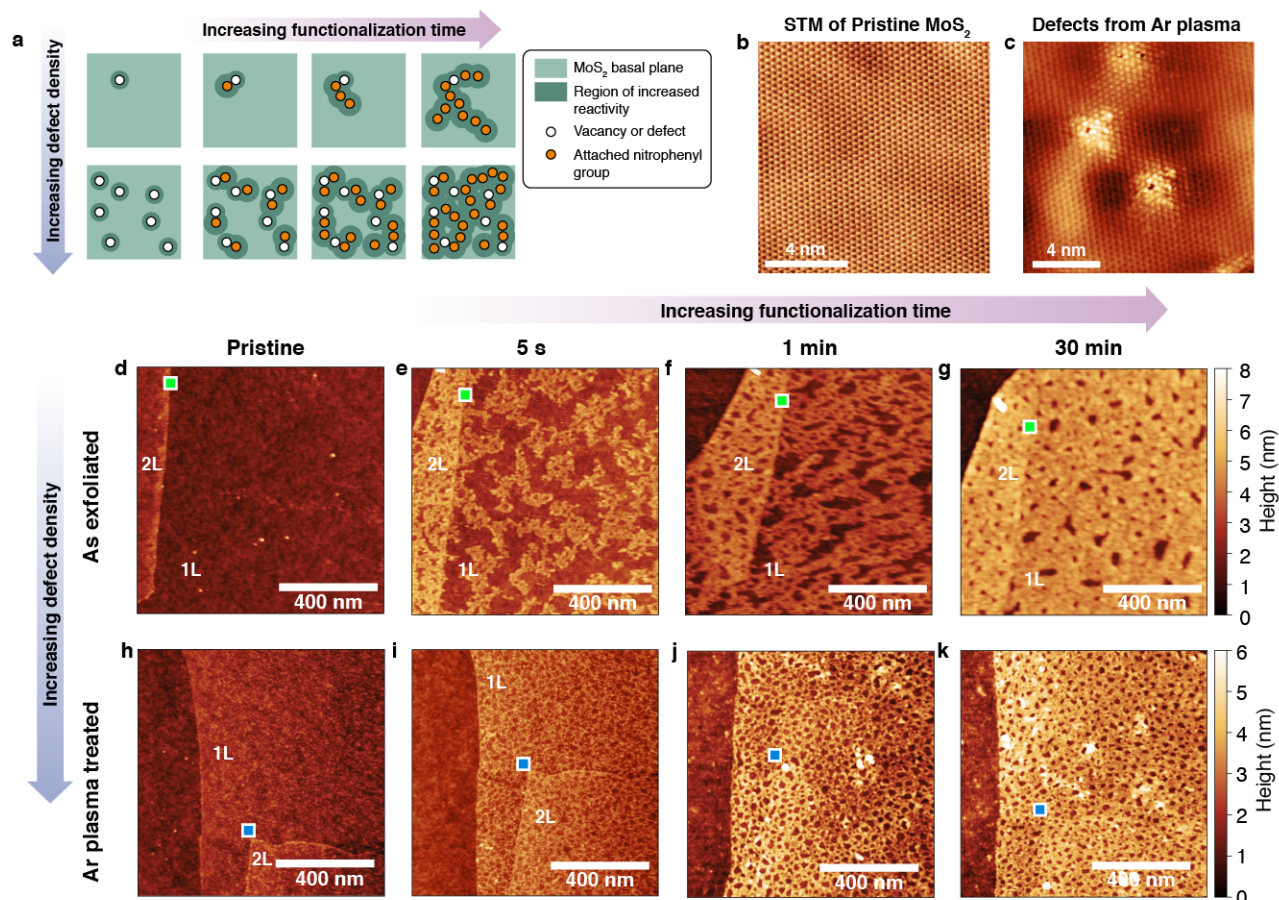 a
Increasing functionalization time
Increasing defect density
MoS2 basal plane
Region of increased
reactivity
Vacancy or defect
Attached nitrophenyl
group
STM of Pristine MoS2
b
4 nm
Defects from Ar plasma
c
4 nm
Increasing functionalization time
Pristine
5 s
1 min
30 min
Increasing defect density
As exfoliated
d
2L
1L
400 nm
e
2L
1L
400 nm
f
2L
1L
400 nm
g
2L
1L
400 nm
8
7
6
5
4
3
2
1
0
Height (nm)
Ar plasma treated
h
1L
2L
400 nm
i
1L
2L
400 nm
j
400 nm
k
400 nm
6
5
4
3
2
1
0
Height (nm)